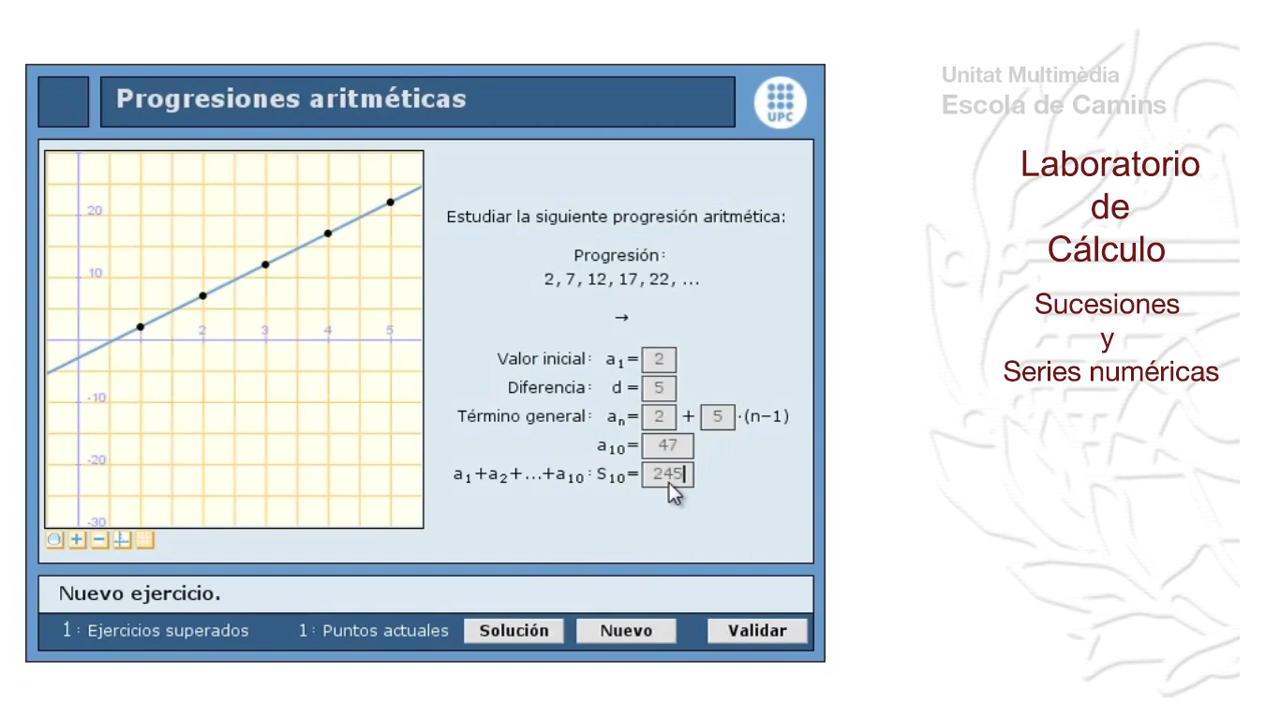 Progresiones aritméticas
UPC
Unitat Multimèdia
Escola de Camins
Laboratorio
de
Cálculo
Sucesiones
y
Series numéricas
20
10
2 3 4 5
-10
-20
-30
Estudiar la siguiente progresión aritmética:
Progresión:
2, 7, 12, 17, 22, ...
→
Valor inicial: a₁= 2
Diferencia: d = 5
Término general: aₙ= 2 + 5 ·(n−1)
a₁₀= 47
a₁+a₂+...+a₁₀: S₁₀= 245
Nuevo ejercicio.
1: Ejercicios superados 1: Puntos actuales Solución Nuevo Validar